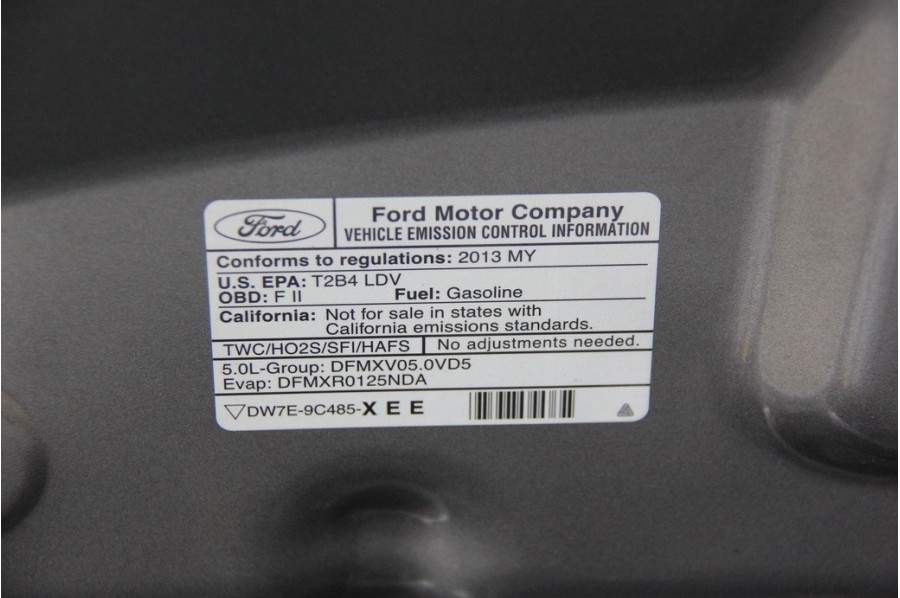 Ford
Ford Motor Company
VEHICLE EMISSION CONTROL INFORMATION
Conforms to regulations: 2013 MY
U.S. EPA: T2B4 LDV
OBD: F II Fuel: Gasoline
California: Not for sale in states with
California emissions standards.
TWC/HO2S/SFI/HAFS No adjustments needed.
5.0L-Group: DFMXV05.0VD5
Evap: DFMXR0125NDA
DW7E-9C485-XEE